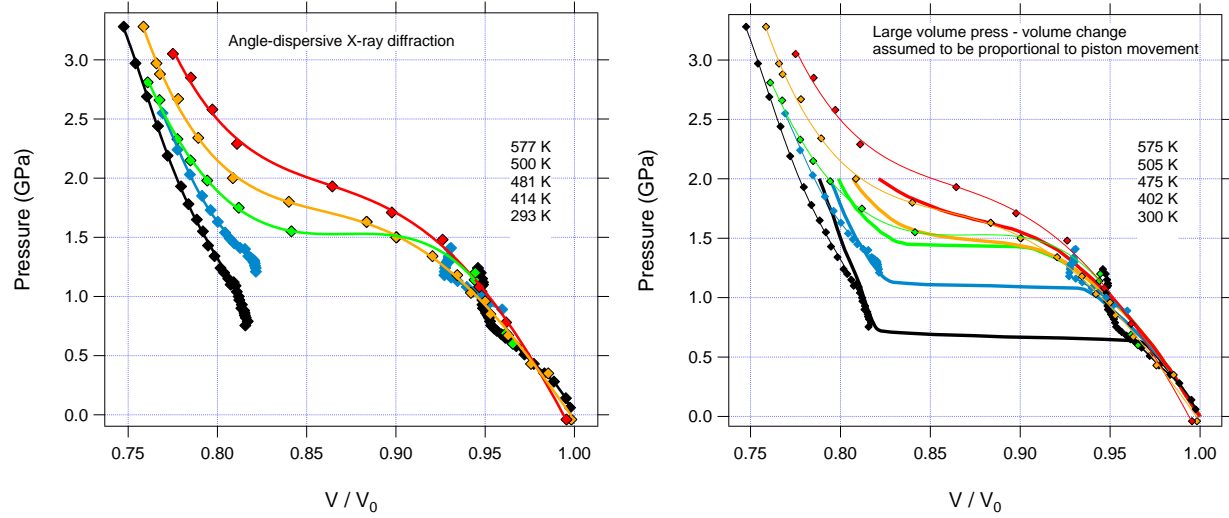 Angle-dispersive X-ray diffraction
3.0
2.5
2.0
1.5
1.0
0.5
0.0
Pressure (GPa)
577 K
500 K
481 K
414 K
293 K
0.75
0.80
0.85
0.90
0.95
1.00
V / V0
Large volume press - volume change
assumed to be proportional to piston movement
3.0
2.5
2.0
1.5
1.0
0.5
0.0
Pressure (GPa)
575 K
505 K
475 K
402 K
300 K
0.75
0.80
0.85
0.90
0.95
1.00
V / V0